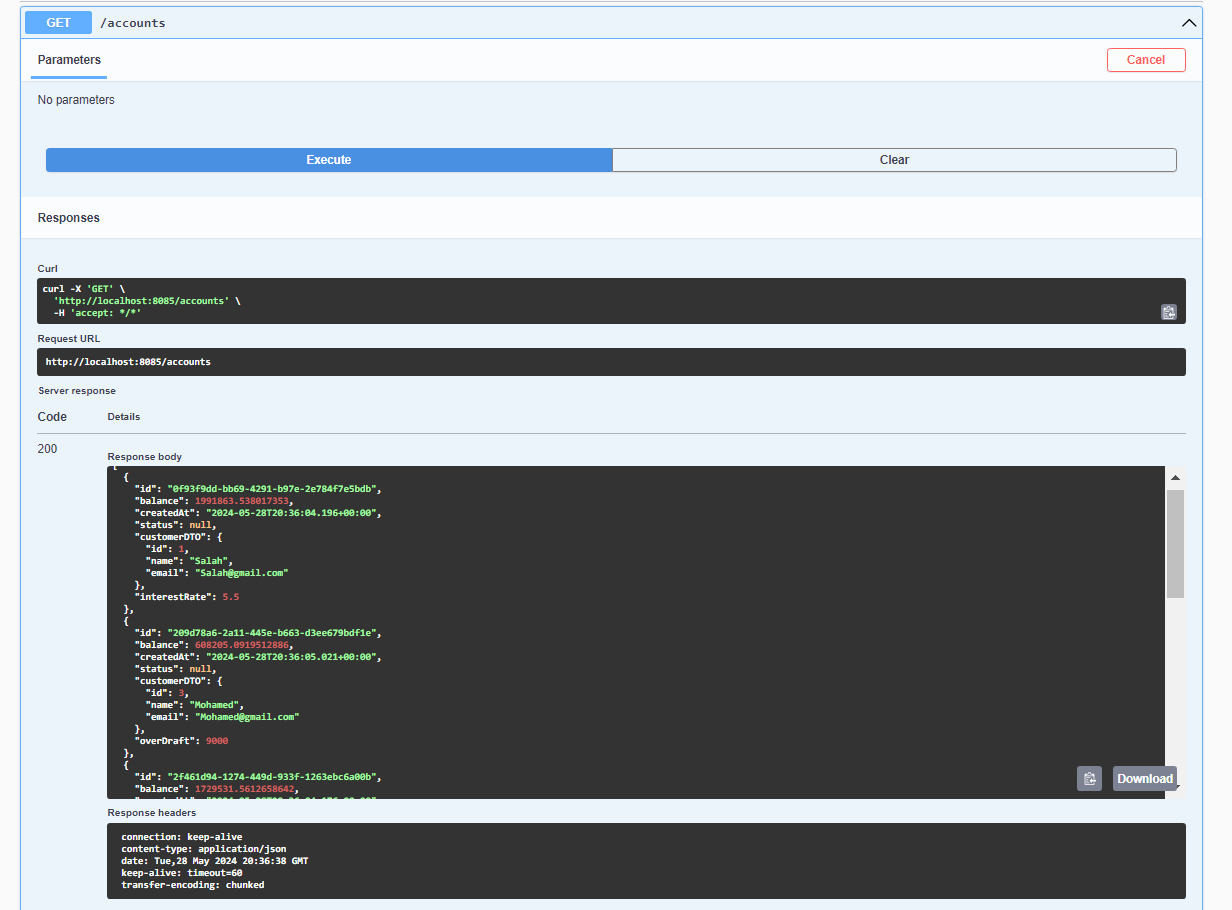 GET /accounts
Parameters
Cancel
No parameters
Execute
Clear
Responses
Curl
curl -X 'GET' \
'http://localhost:8085/accounts' \
-H 'accept: */*'
Request URL
http://localhost:8085/accounts
Server response
Code Details
200
Response body
[
{
"id": "0f93f9dd-bb69-4291-b97e-2e784f7e5bdb",
"balance": 1991863.538017353,
"createdAt": "2024-05-28T20:36:04.196+00:00",
"status": null,
"customerDTO": {
"id": 1,
"name": "Salah",
"email": "Salah@gmail.com"
},
"interestRate": 5.5
},
{
"id": "209d78a6-2a11-445e-b663-d3ee679bdf1e",
"balance": 608205.0919512886,
"createdAt": "2024-05-28T20:36:05.021+00:00",
"status": null,
"customerDTO": {
"id": 3,
"name": "Mohamed",
"email": "Mohamed@gmail.com"
},
"overDraft": 9000
},
{
"id": "2f461d94-1274-449d-933f-1263ebc6a00b",
"balance": 1729531.5612658642,
Download
Response headers
connection: keep-alive
content-type: application/json
date: Tue,28 May 2024 20:36:38 GMT
keep-alive: timeout=60
transfer-encoding: chunked